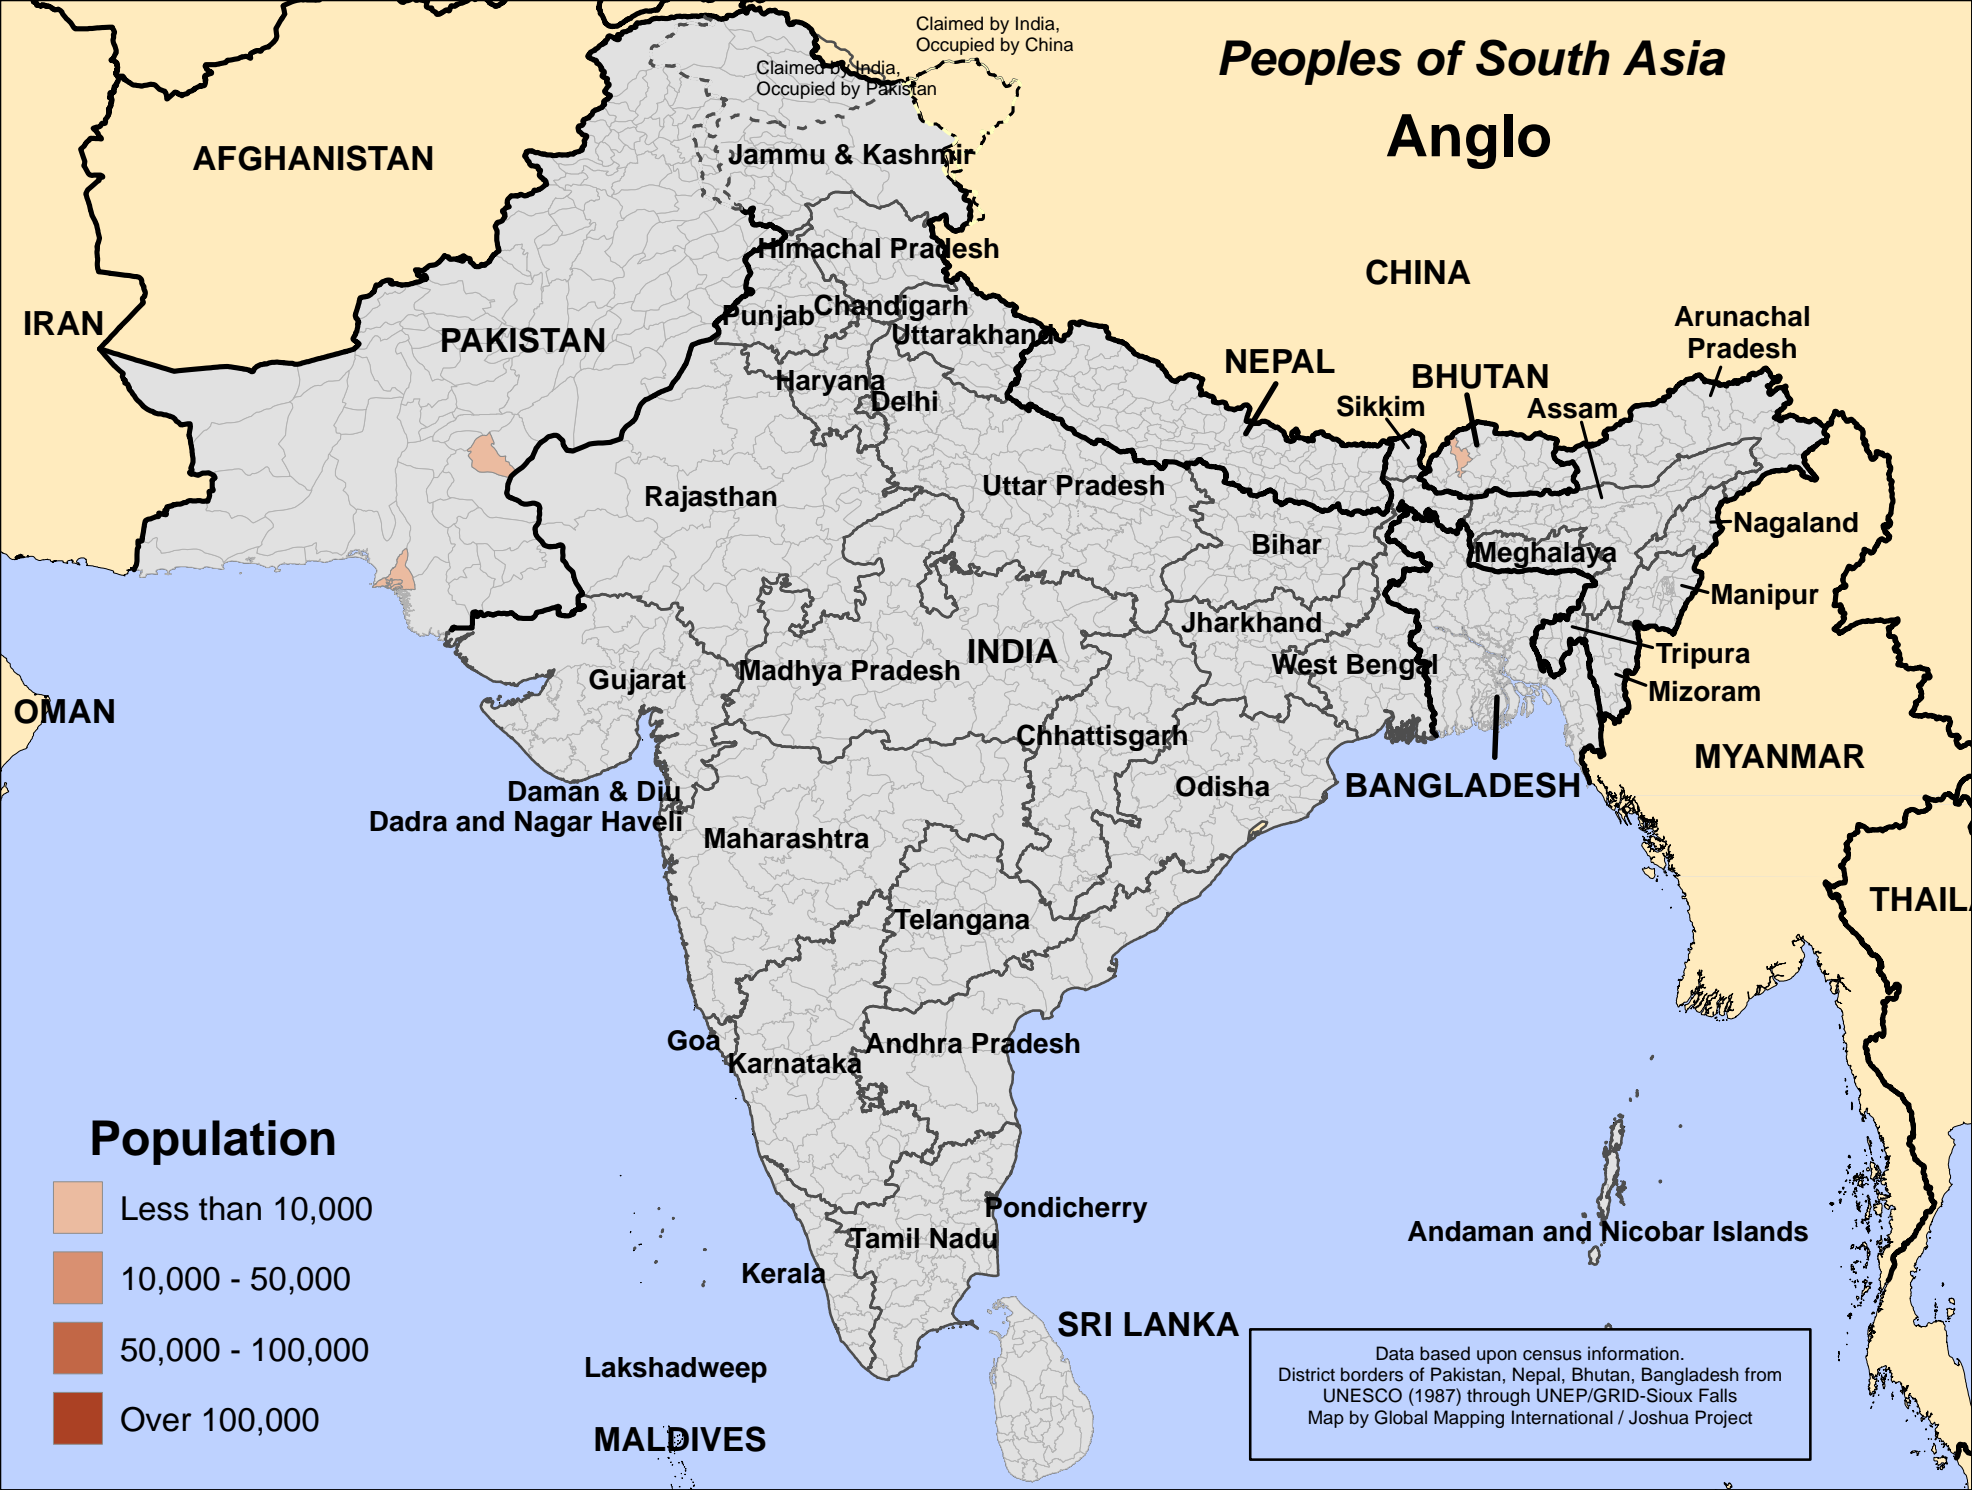 Claimed by India,
Occupied by China
Peoples of South Asia
Anglo
Claimed by India,
Occupied by Pakistan
AFGHANISTAN
Jammu & Kashmir
Himachal Pradesh
CHINA
IRAN
PAKISTAN
Punjab
Chandigarh
Uttarakhand
Arunachal
Pradesh
NEPAL
BHUTAN
Haryana
Delhi
Sikkim
Assam
Rajasthan
Uttar Pradesh
Nagaland
Bihar
Meghalaya
Manipur
Jharkhand
INDIA
Tripura
Gujarat
Madhya Pradesh
West Bengal
Mizoram
OMAN
Chhattisgarh
MYANMAR
Odisha
BANGLADESH
Daman & Diu
Dadra and Nagar Haveli
Maharashtra
THAIL
Telangana
Goa
Karnataka
Andhra Pradesh
Population
Less than 10,000
10,000 - 50,000
50,000 - 100,000
Over 100,000
Pondicherry
Tamil Nadu
Andaman and Nicobar Islands
Kerala
SRI LANKA
Lakshadweep
MALDIVES
Data based upon census information.
District borders of Pakistan, Nepal, Bhutan, Bangladesh from
UNESCO (1987) through UNEP/GRID-Sioux Falls
Map by Global Mapping International / Joshua Project